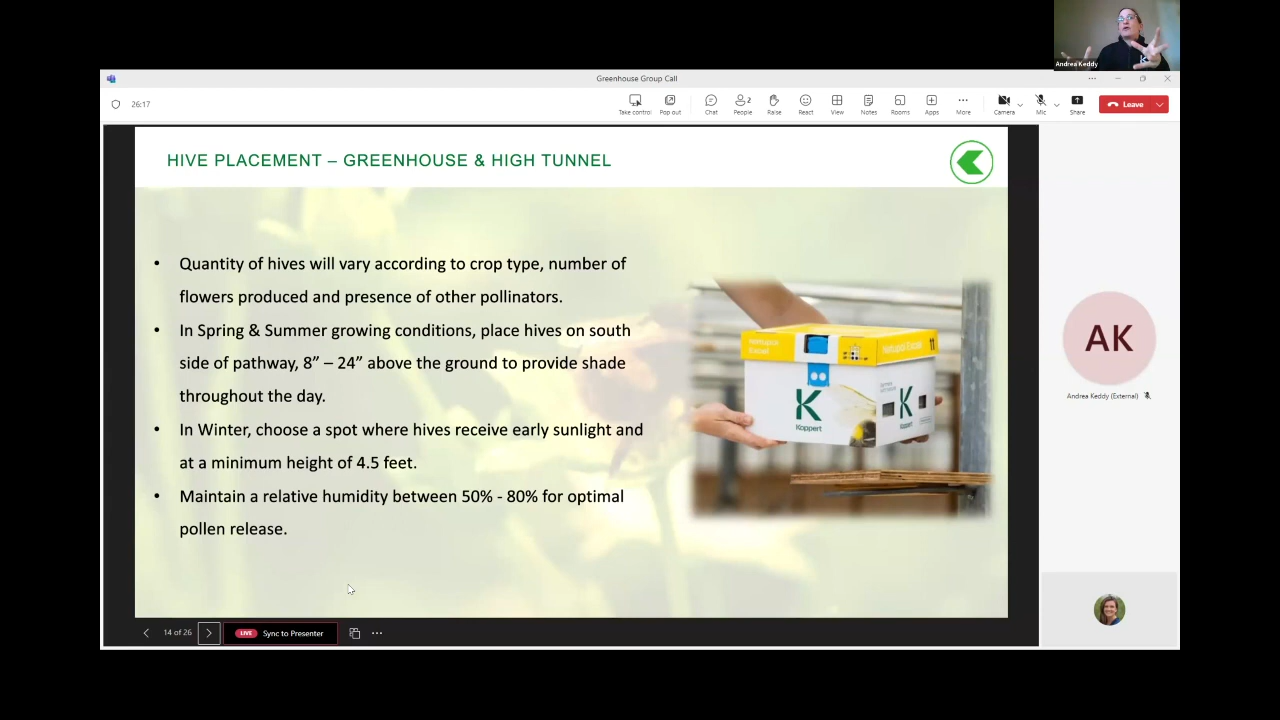 Andrea Keddy
Greenhouse Group Call
26:17
Take control
Pop out
Chat
People
2
Raise
React
View
Notes
Rooms
Apps
More
Camera
Mic
Share
Leave
HIVE PLACEMENT – GREENHOUSE & HIGH TUNNEL
• Quantity of hives will vary according to crop type, number of
flowers produced and presence of other pollinators.
• In Spring & Summer growing conditions, place hives on south
side of pathway, 8” – 24” above the ground to provide shade
throughout the day.
• In Winter, choose a spot where hives receive early sunlight and
at a minimum height of 4.5 feet.
• Maintain a relative humidity between 50% - 80% for optimal
pollen release.
Excel
K
Koppert
K
AK
Andrea Keddy (External)
14 of 26
LIVE
Sync to Presenter